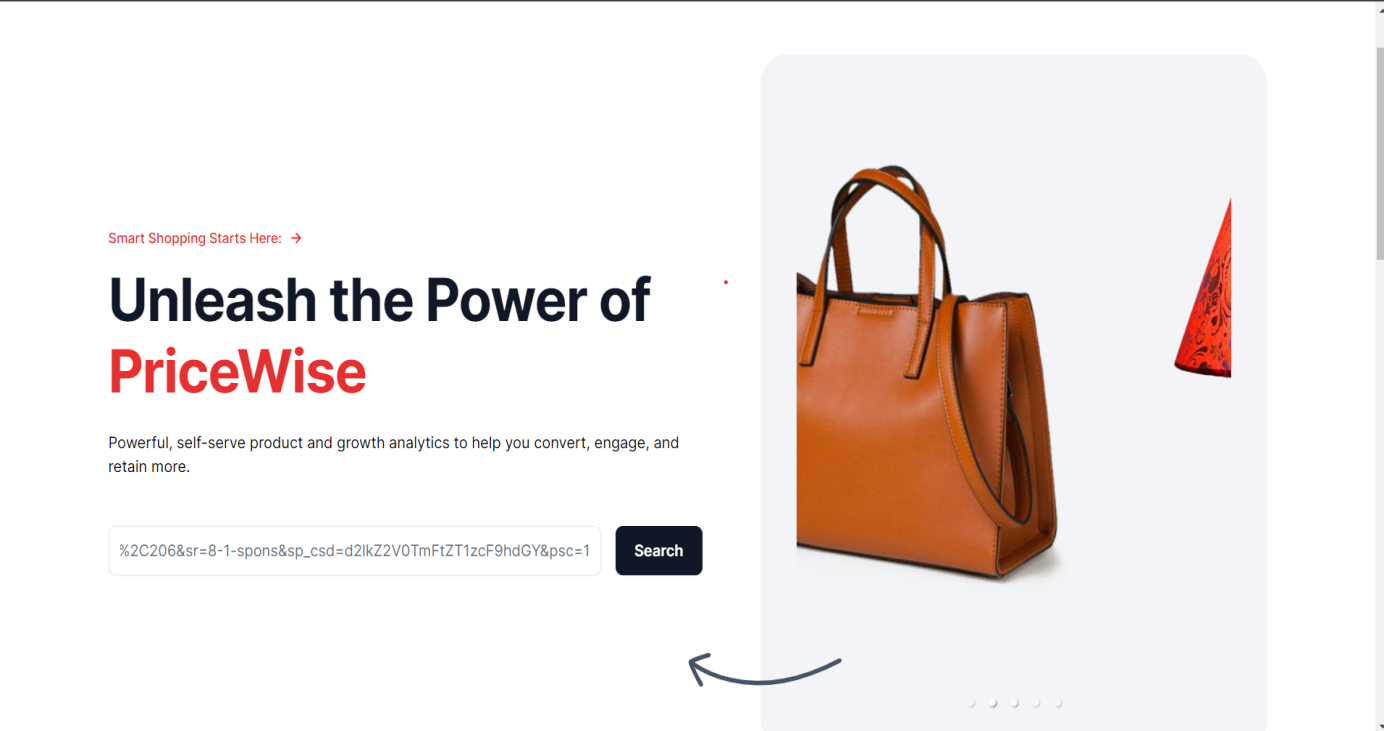 Smart Shopping Starts Here: →
Unleash the Power of
PriceWise
Powerful, self-serve product and growth analytics to help you convert, engage, and
retain more.
%2C206&sr=8-1-spons&sp_csd=d2lkZ2V0TmFtZT1zcF9hdGY&psc=1
Search